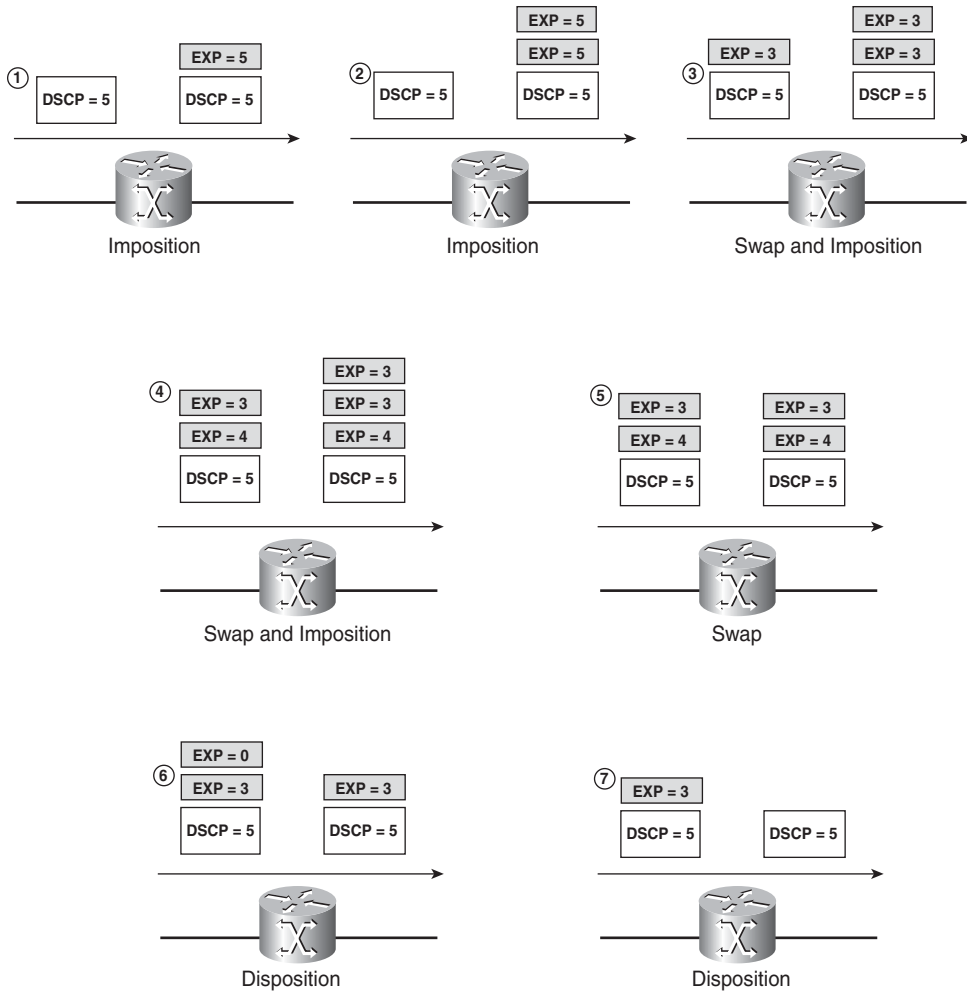 EXP = 5
① DSCP = 5 DSCP = 5
Imposition
EXP = 5
EXP = 5
② DSCP = 5 DSCP = 5
Imposition
EXP = 3
③ EXP = 3 EXP = 3
DSCP = 5 DSCP = 5
Swap and Imposition
EXP = 3
④ EXP = 3 EXP = 3
EXP = 4 EXP = 4
DSCP = 5 DSCP = 5
Swap and Imposition
⑤ EXP = 3 EXP = 3
EXP = 4 EXP = 4
DSCP = 5 DSCP = 5
Swap
EXP = 0
⑥ EXP = 3 EXP = 3
DSCP = 5 DSCP = 5
Disposition
⑦ EXP = 3
DSCP = 5 DSCP = 5
Disposition